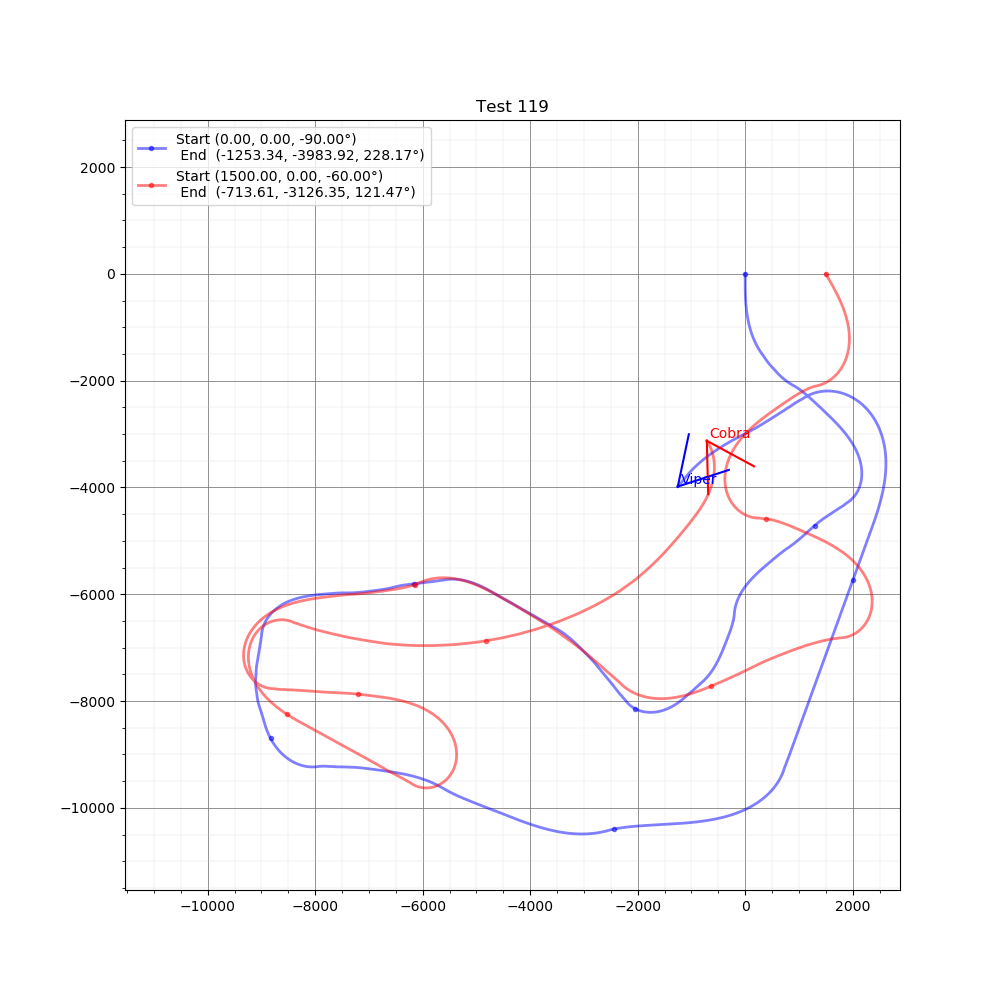 Test 119
Start (0.00, 0.00, -90.00°)
End (-1253.34, -3983.92, 228.17°)
Start (1500.00, 0.00, -60.00°)
End (-713.61, -3126.35, 121.47°)
2000
0
−2000
−4000
−6000
−8000
−10000
Cobra
Viper
−10000 −8000 −6000 −4000 −2000 0 2000